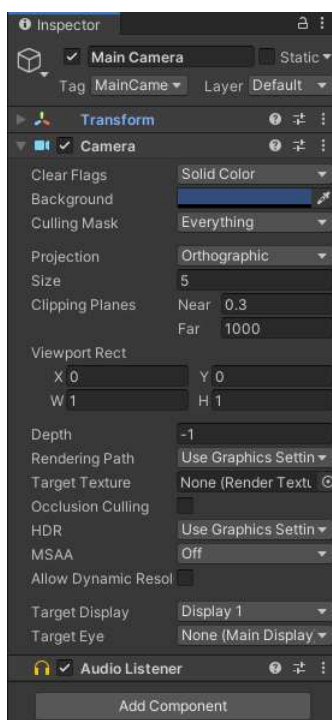 Inspector
Main Camera Static
Tag MainCame Layer Default
Transform
Camera
Clear Flags Solid Color
Background
Culling Mask Everything
Projection Orthographic
Size 5
Clipping Planes Near 0.3
Far 1000
Viewport Rect
X 0 Y 0
W 1 H 1
Depth -1
Rendering Path Use Graphics Settin
Target Texture None (Render Textu
Occlusion Culling
HDR Use Graphics Settin
MSAA Off
Allow Dynamic Resol
Target Display Display 1
Target Eye None (Main Display
Audio Listener
Add Component